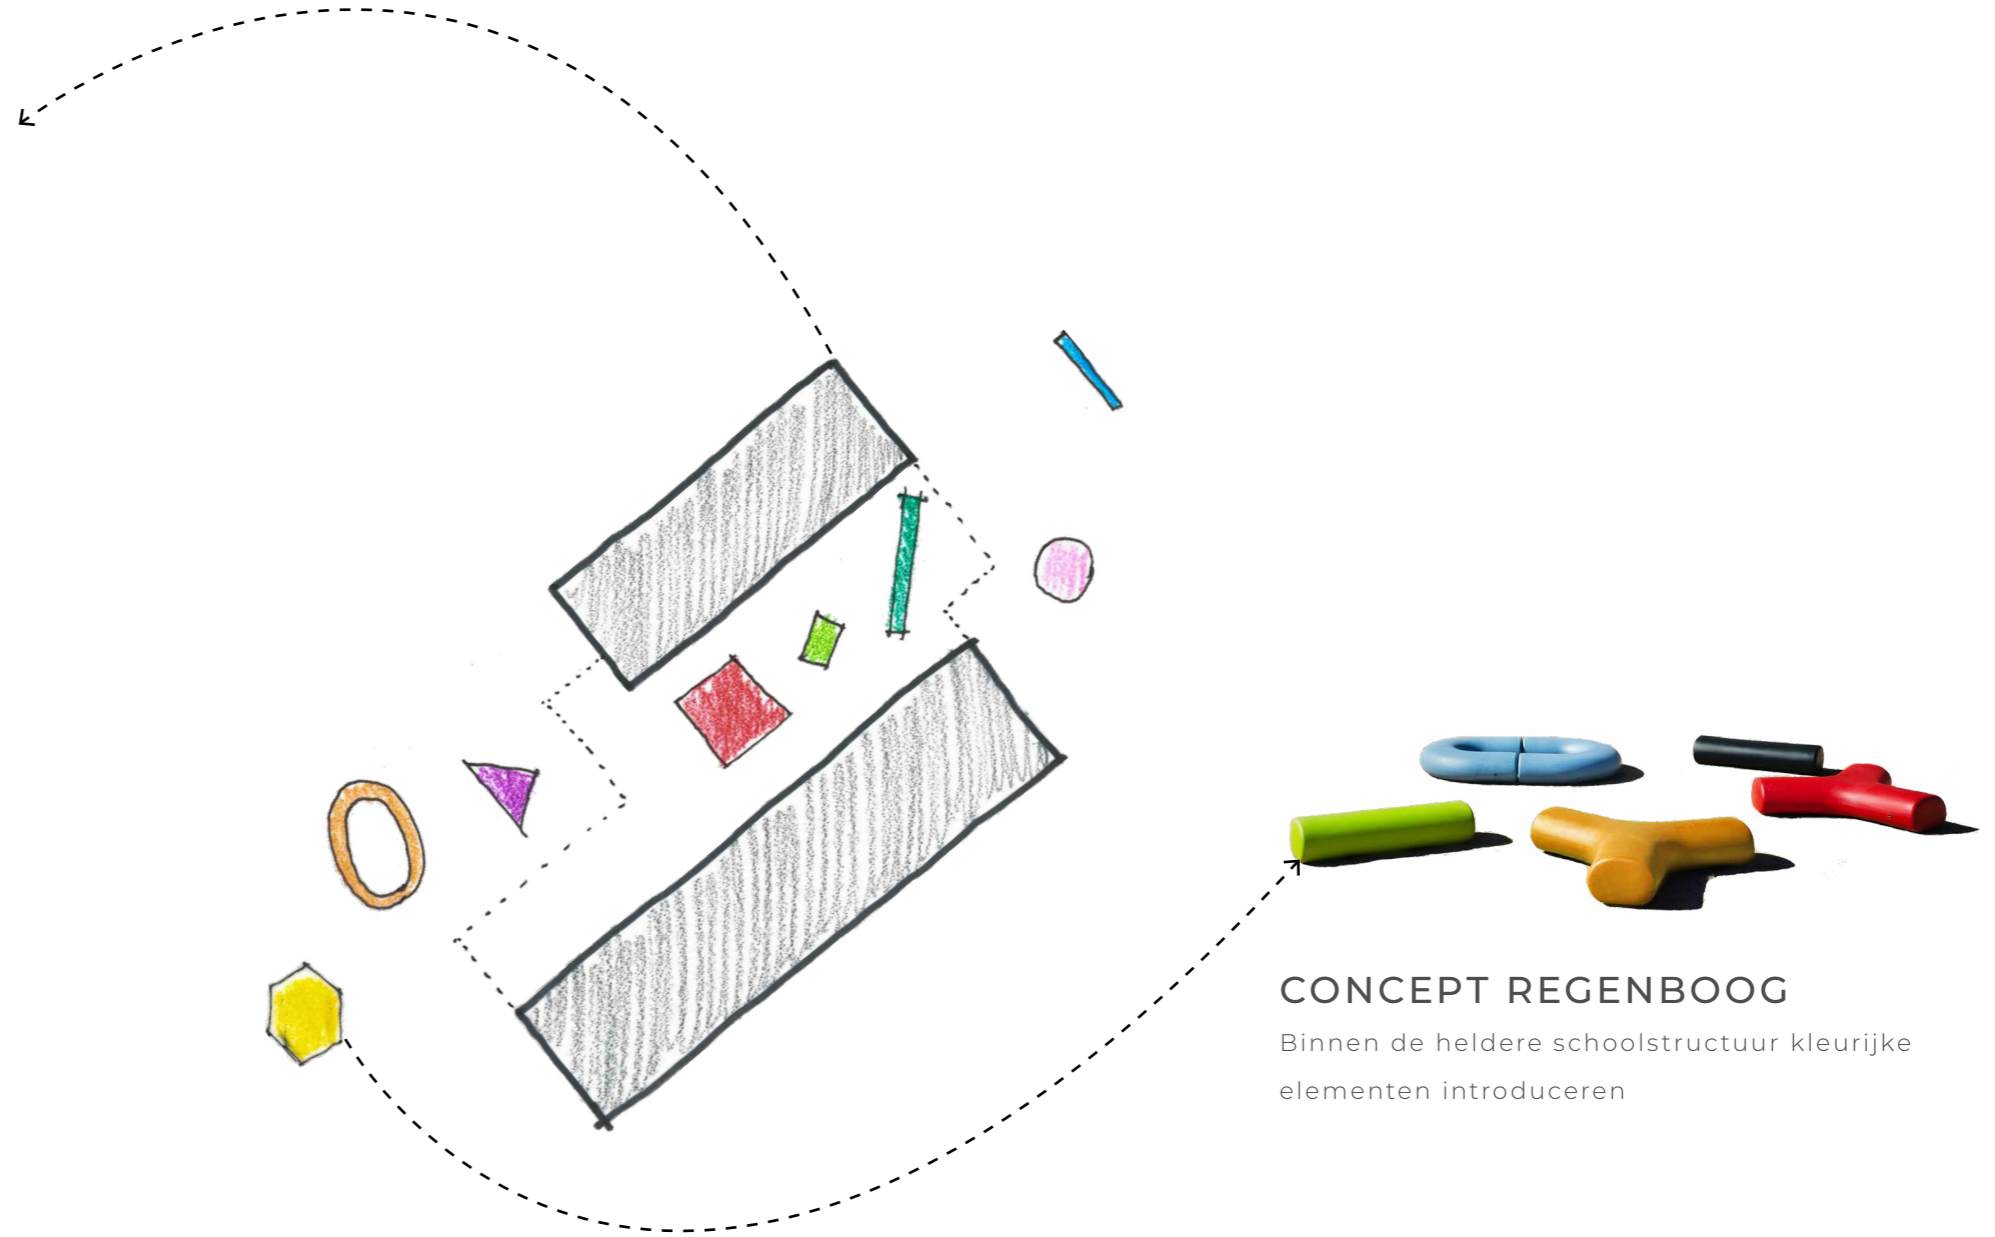 CONCEPT REGENBOOG
Binnen de heldere schoolstructuur kleurijke
elementen introduceren